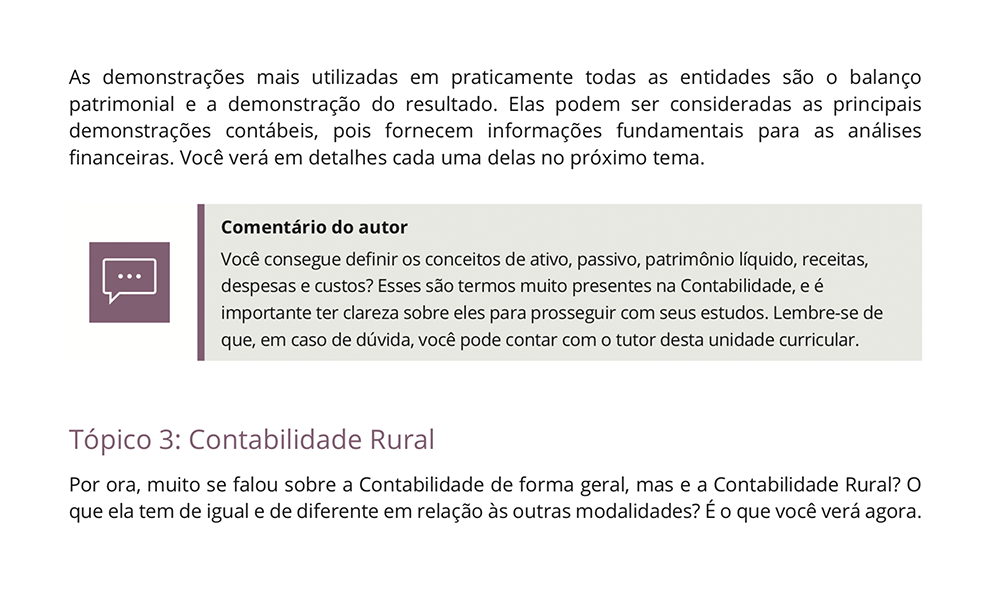 As demonstrações mais utilizadas em praticamente todas as entidades são o balanço
patrimonial e a demonstração do resultado. Elas podem ser consideradas as principais
demonstrações contábeis, pois fornecem informações fundamentais para as análises
financeiras. Você verá em detalhes cada uma delas no próximo tema.
Comentário do autor
Você consegue definir os conceitos de ativo, passivo, patrimônio líquido, receitas,
despesas e custos? Esses são termos muito presentes na Contabilidade, e é
importante ter clareza sobre eles para prosseguir com seus estudos. Lembre-se de
que, em caso de dúvida, você pode contar com o tutor desta unidade curricular.
Tópico 3: Contabilidade Rural
Por ora, muito se falou sobre a Contabilidade de forma geral, mas e a Contabilidade Rural? O
que ela tem de igual e de diferente em relação às outras modalidades? É o que você verá agora.